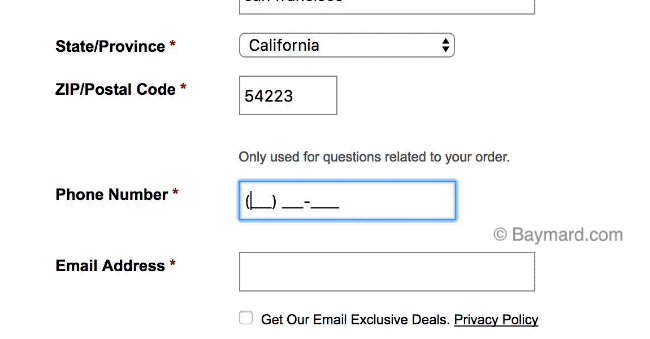 State/Province *
California
ZIP/Postal Code *
54223
Only used for questions related to your order.
Phone Number *
(___) ___-____
© Baymard.com
Email Address *
Get Our Email Exclusive Deals. Privacy Policy